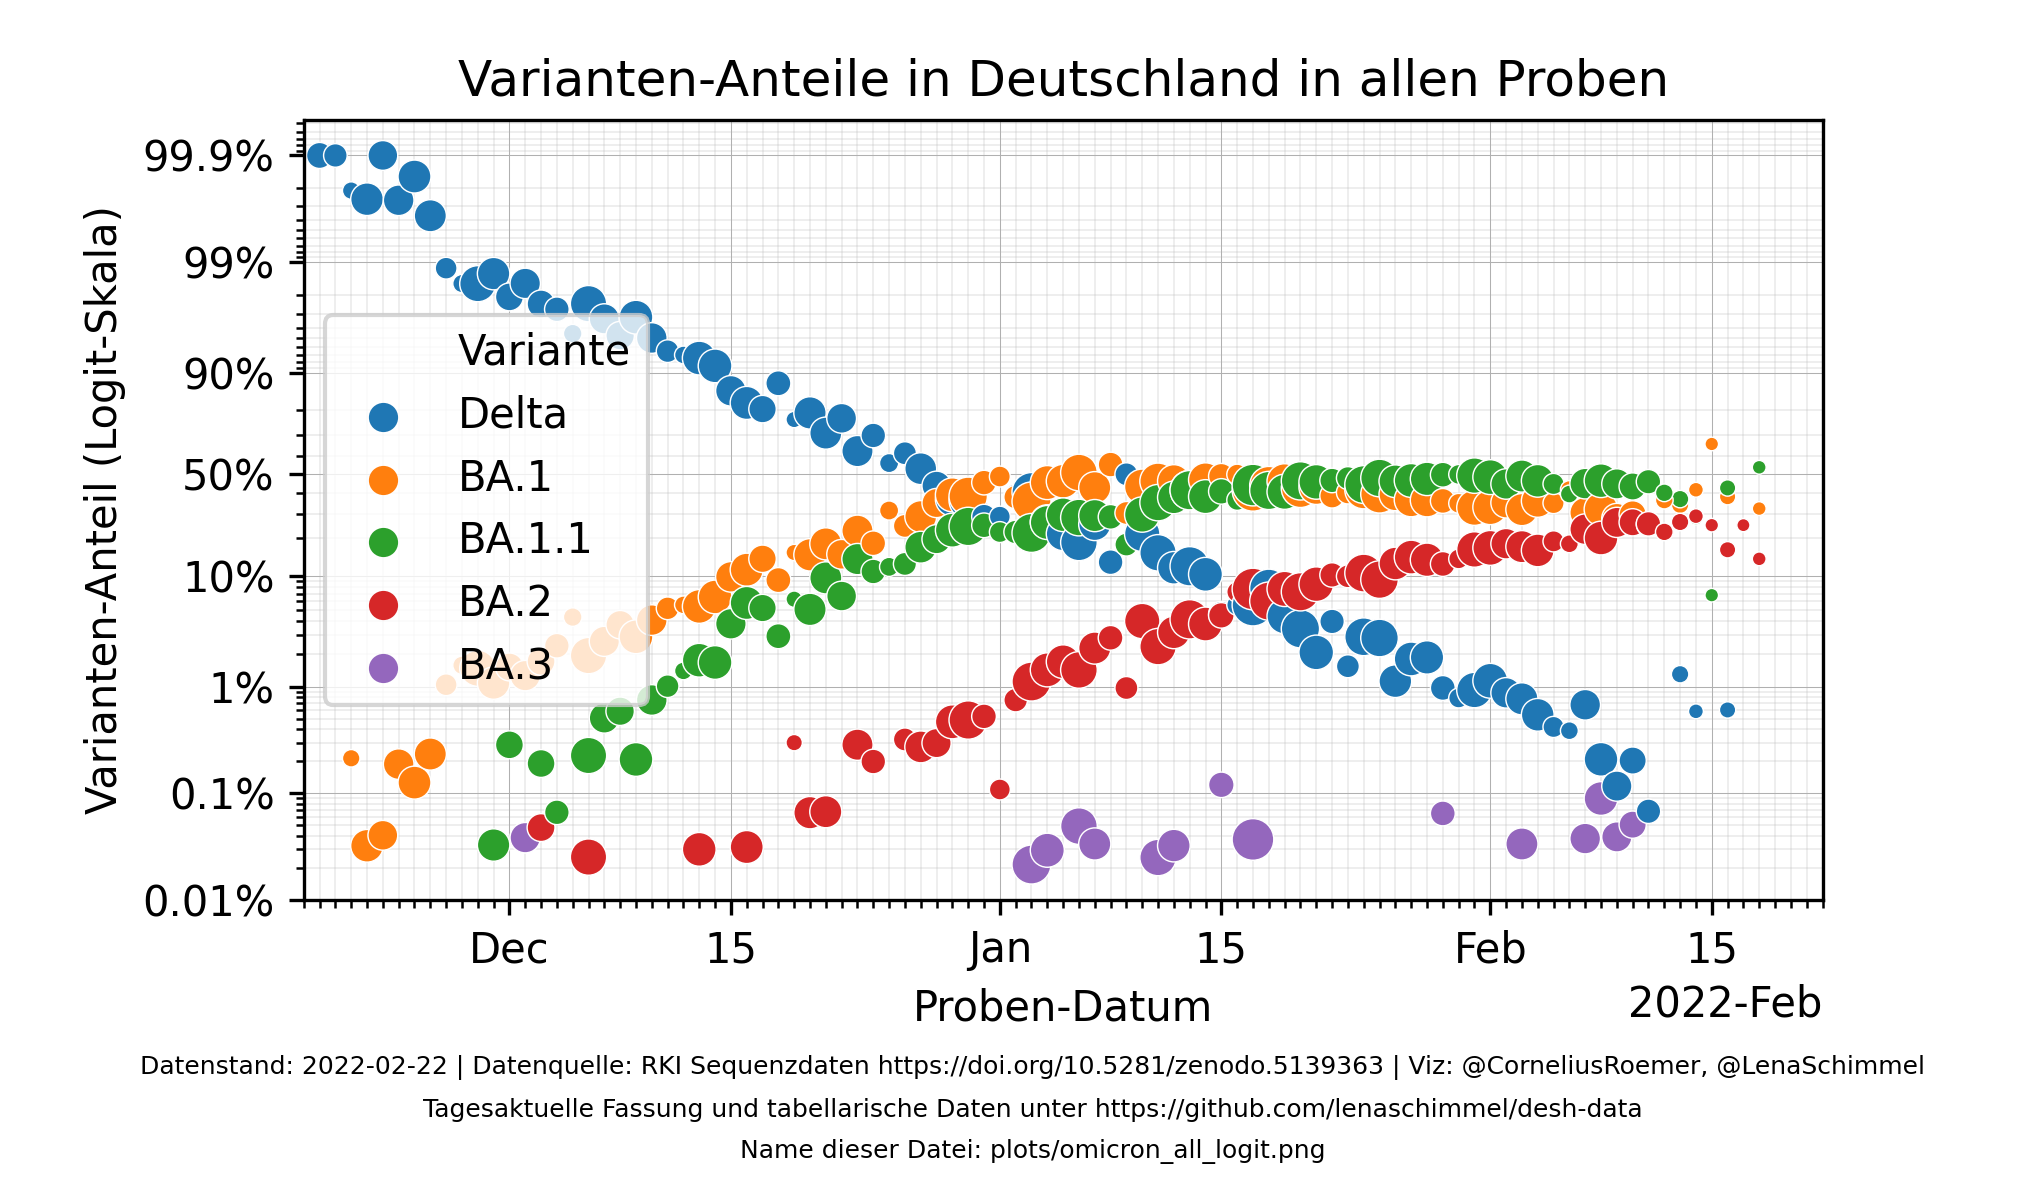 Varianten-Anteile in Deutschland in allen Proben
Varianten-Anteil (Logit-Skala)
99.9%
99%
90%
50%
10%
1%
0.1%
0.01%
Variante
Delta
BA.1
BA.1.1
BA.2
BA.3
Dec 15 Jan 15 Feb 15
Proben-Datum
2022-Feb
Datenstand: 2022-02-22 | Datenquelle: RKI Sequenzdaten https://doi.org/10.5281/zenodo.5139363 | Viz: @CorneliusRoemer, @LenaSchimmel
Tagesaktuelle Fassung und tabellarische Daten unter https://github.com/lenaschimmel/desh-data
Name dieser Datei: plots/omicron_all_logit.png